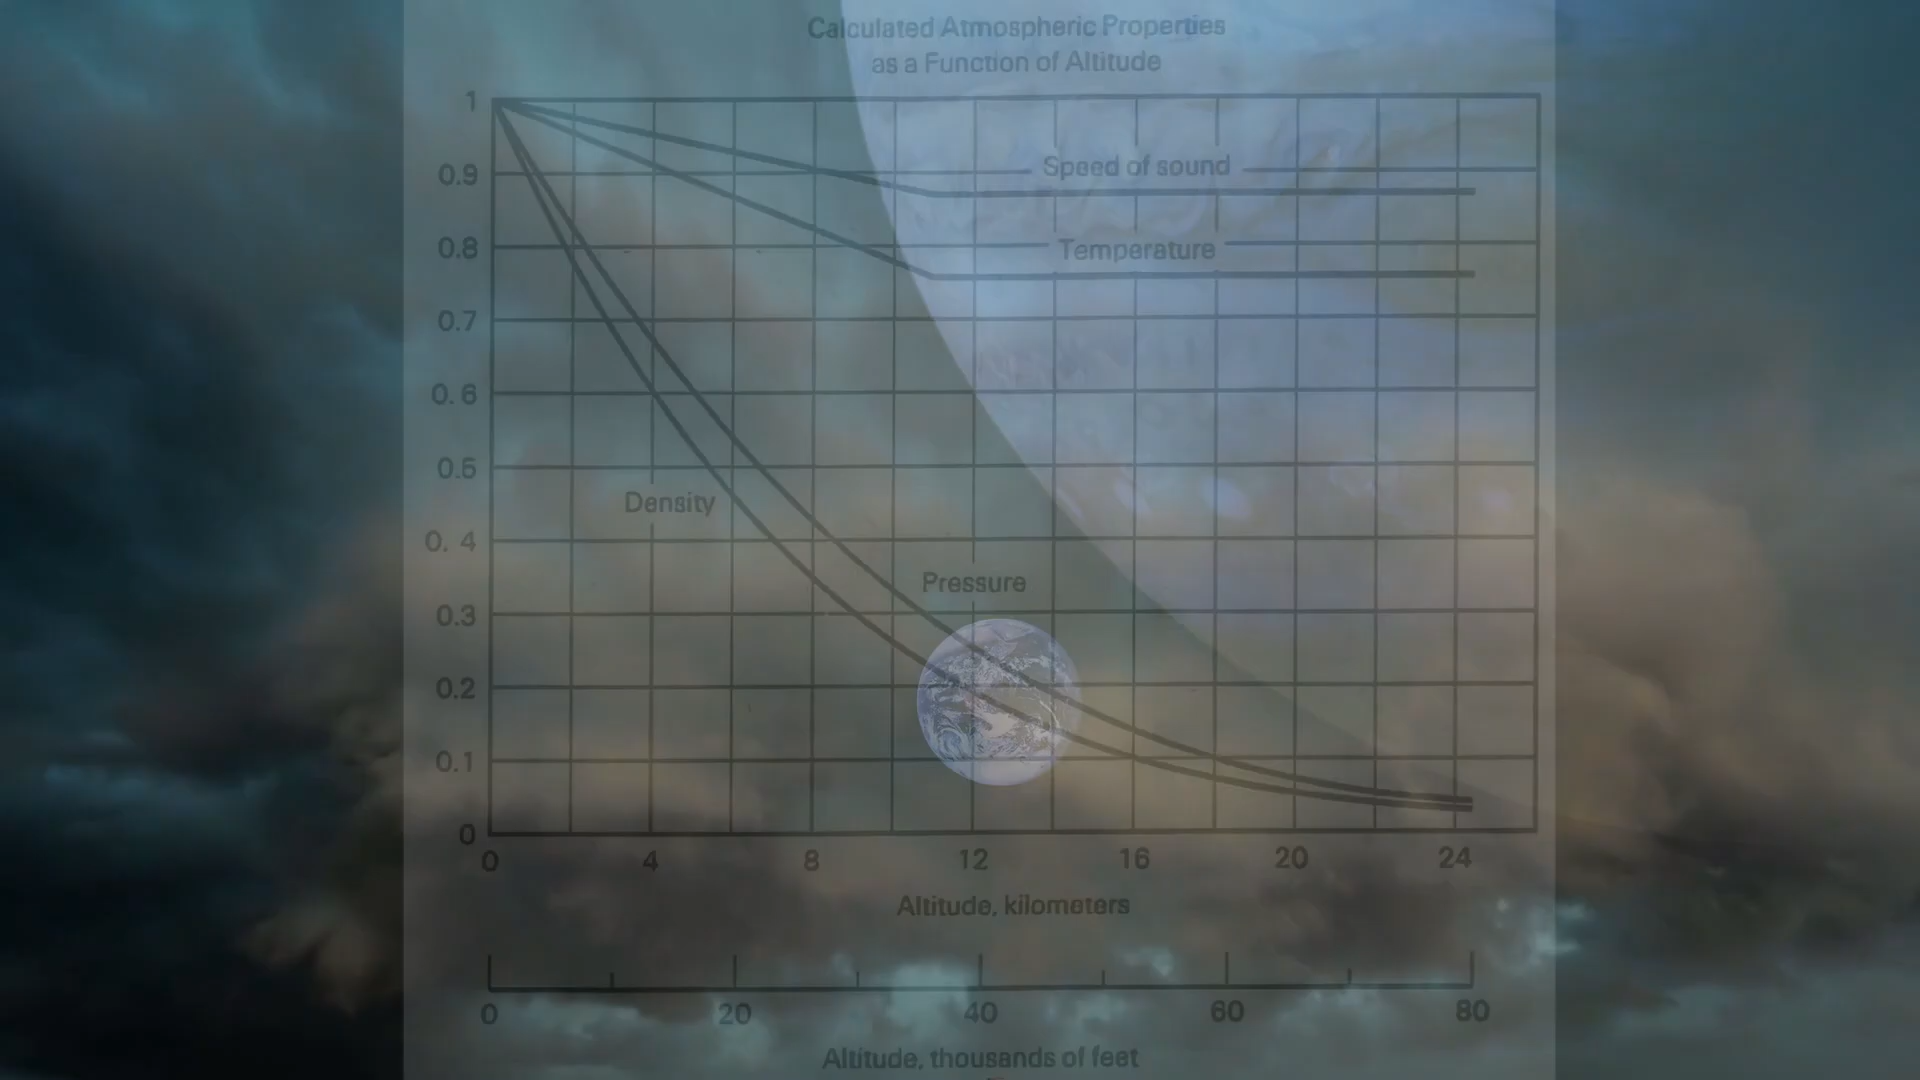 Calculated Atmospheric Properties
as a Function of Altitude
1
0.9
Speed of sound
0.8
Temperature
0.7
0.6
0.5
Density
0.4
Pressure
0.3
0.2
0.1
0
0 4 8 12 16 20 24
Altitude, kilometers
0 20 40 60 80
Altitude, thousands of feet